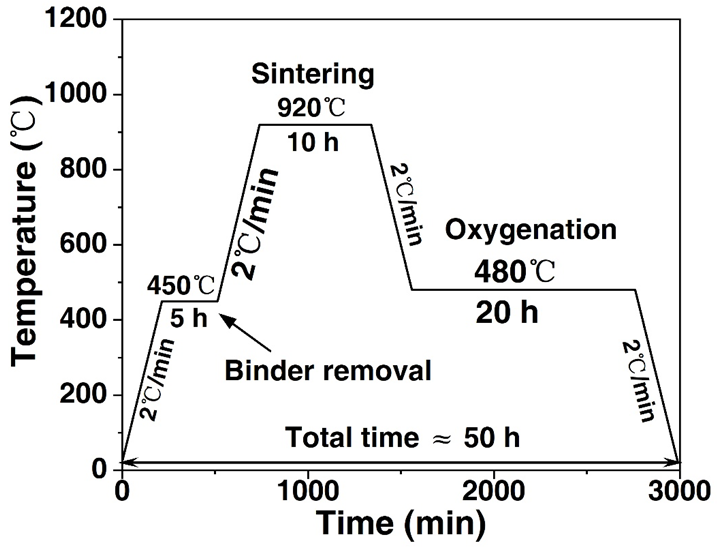 1200
1000
800
600
400
200
0
Temperature (℃)
Sintering
920℃
10 h
2℃/min
2℃/min
Oxygenation
480℃
20 h
450℃
5 h
2℃/min
Binder removal
2℃/min
Total time ≈ 50 h
0 1000 2000 3000
Time (min)